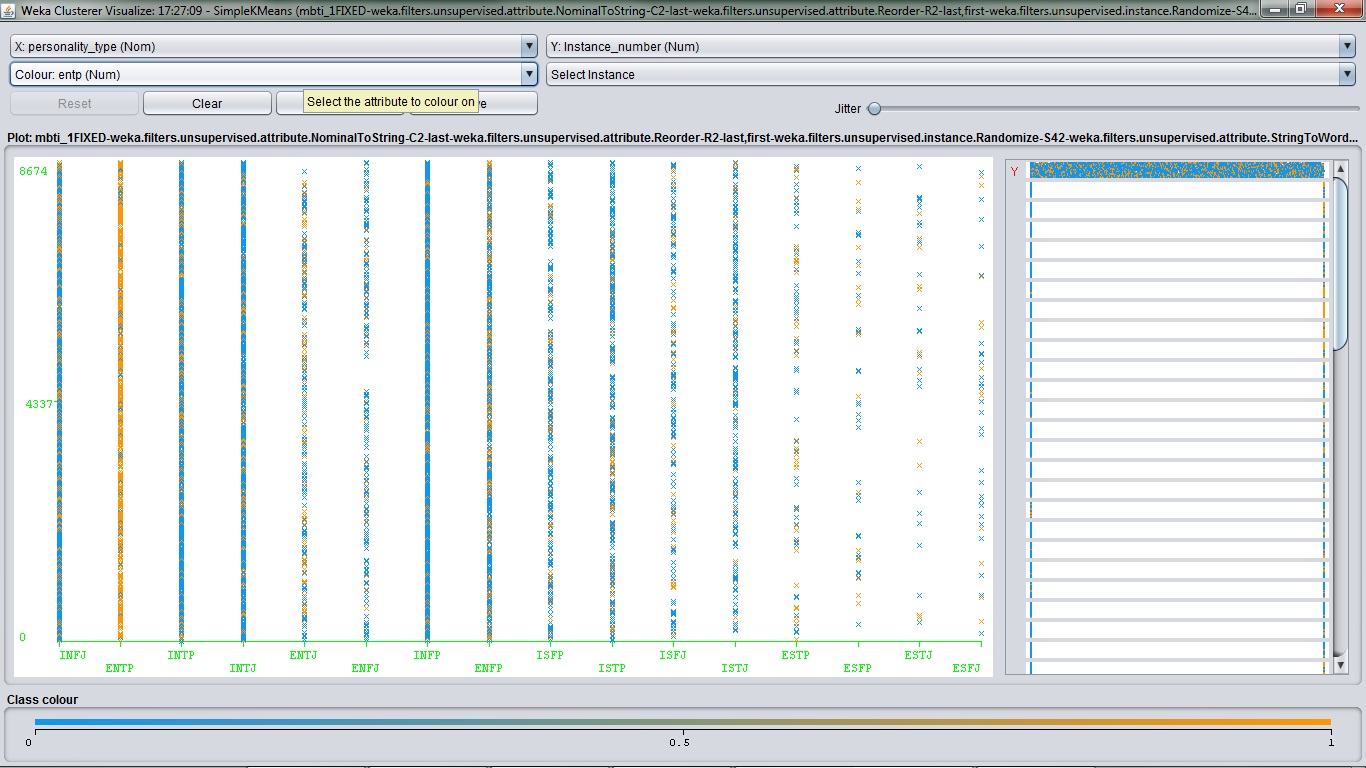 Weka Clusterer Visualize: 17:27:09 - SimpleKMeans (mbti_1FIXED-weka.filters.unsupervised.attribute.NominalToString-C2-last-weka.filters.unsupervised.attribute.Reorder-R2-last,first-weka.filters.unsupervised.instance.Randomize-S4...
X: personality_type (Nom)
Y: Instance_number (Num)
Colour: entp (Num)
Select Instance
Reset
Clear
Select the attribute to colour on
Jitter
Plot: mbti_1FIXED-weka.filters.unsupervised.attribute.NominalToString-C2-last-weka.filters.unsupervised.attribute.Reorder-R2-last,first-weka.filters.unsupervised.instance.Randomize-S42-weka.filters.unsupervised.attribute.StringToWord...
8674
4337
0
INFJ
ENTP
INTP
INTJ
ENTJ
ENFJ
INFP
ENFP
ISFP
ISTP
ISFJ
ISTJ
ESTP
ESFP
ESTJ
ESFJ
Y
Class colour
0
0.5
1